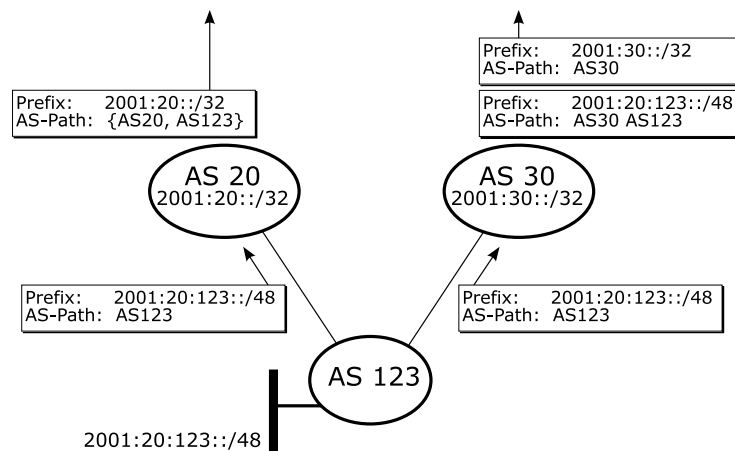 Prefix: 2001:30::/32
AS-Path: AS30
Prefix: 2001:20::/32
AS-Path: {AS20, AS123}
Prefix: 2001:20:123::/48
AS-Path: AS30 AS123
AS 20
2001:20::/32
AS 30
2001:30::/32
Prefix: 2001:20:123::/48
AS-Path: AS123
Prefix: 2001:20:123::/48
AS-Path: AS123
AS 123
2001:20:123::/48